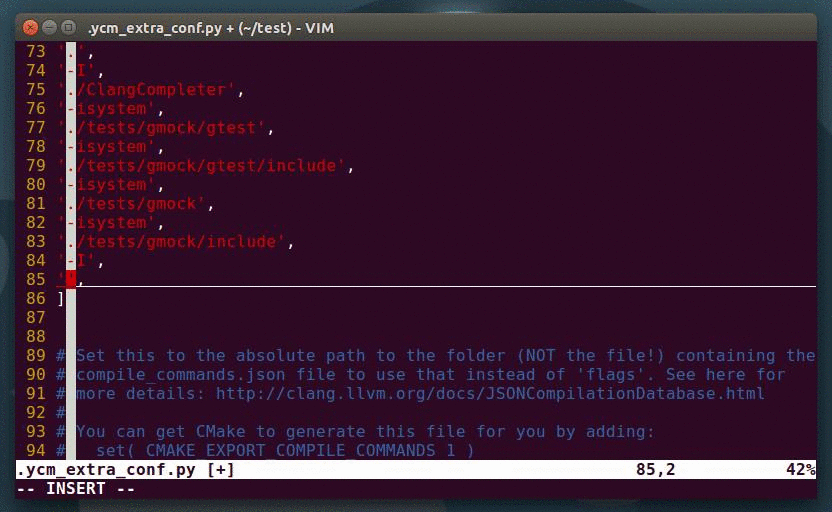 .ycm_extra_conf.py + (~/test) - VIM
73 '.',
74 '-I',
75 './ClangCompleter',
76 '-isystem',
77 './tests/gmock/gtest',
78 '-isystem',
79 './tests/gmock/gtest/include',
80 '-isystem',
81 './tests/gmock',
82 '-isystem',
83 './tests/gmock/include',
84 '-I',
85 '',
86 ]
87
88
89 # Set this to the absolute path to the folder (NOT the file!) containing the
90 # compile_commands.json file to use that instead of 'flags'. See here for
91 # more details: http://clang.llvm.org/docs/JSONCompilationDatabase.html
92 #
93 # You can get CMake to generate this file for you by adding:
94 #   set( CMAKE_EXPORT_COMPILE_COMMANDS 1 )
.ycm_extra_conf.py [+] 85,2 42%
-- INSERT --